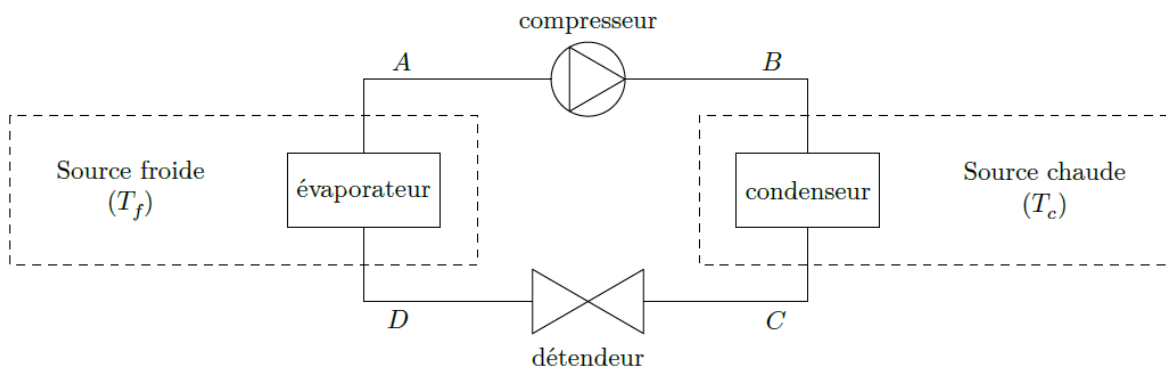 compresseur
A
B
Source froide
(T_f)
évaporateur
condenseur
Source chaude
(T_c)
D
C
détendeur